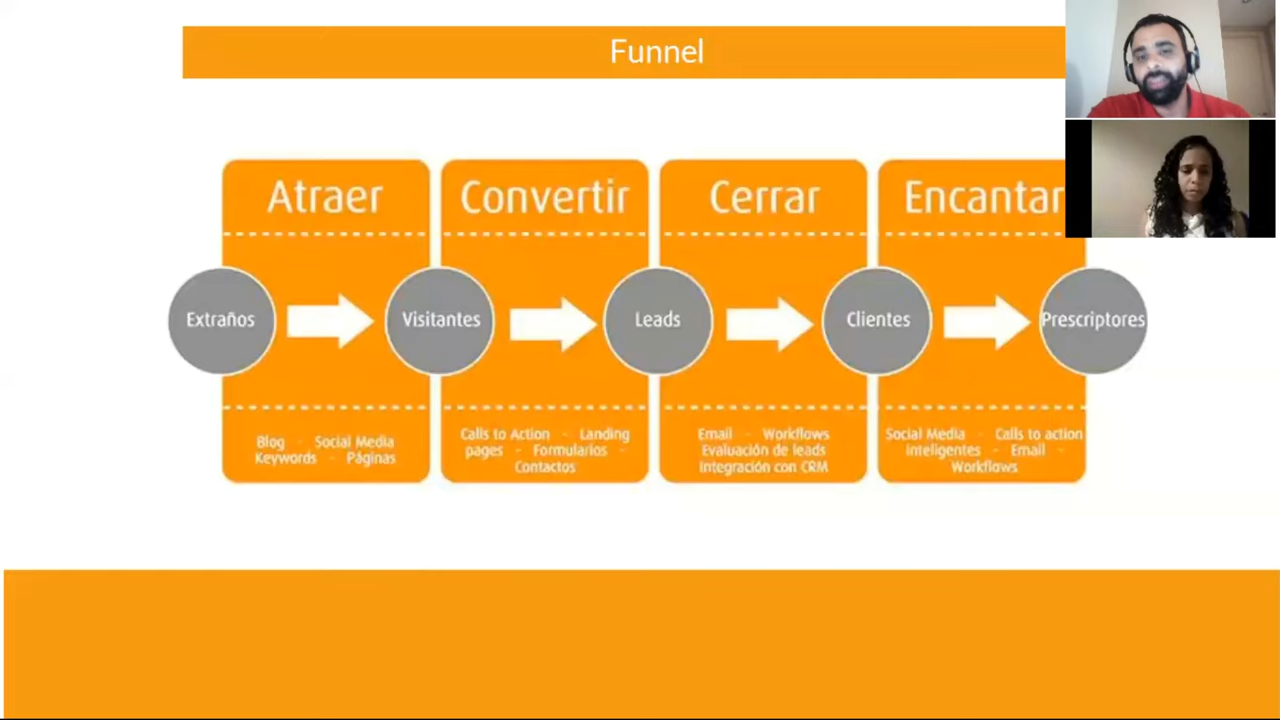 Funnel
Atraer
Convertir
Cerrar
Encantar
Extraños
Visitantes
Leads
Clientes
Prescriptores
Blog - Social Media
Keywords - Páginas
Calls to Action - Landing
pages - Formularios -
Contactos
Email - Workflows
Evaluación de leads
Integración con CRM
Social Media - Calls to action
inteligentes - Email -
Workflows